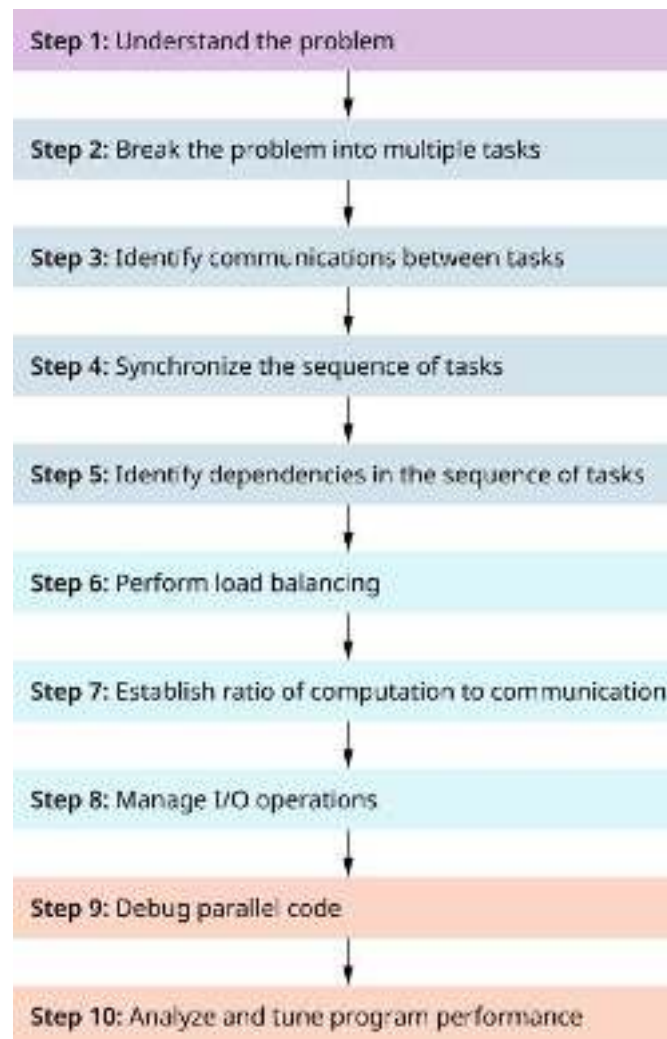 Step 1: Understand the problem
Step 2: Break the problem into multiple tasks
Step 3: Identify communications between tasks
Step 4: Synchronize the sequence of tasks
Step 5: Identify dependencies in the sequence of tasks
Step 6: Perform load balancing
Step 7: Establish ratio of computation to communication
Step 8: Manage I/O operations
Step 9: Debug parallel code
Step 10: Analyze and tune program performance